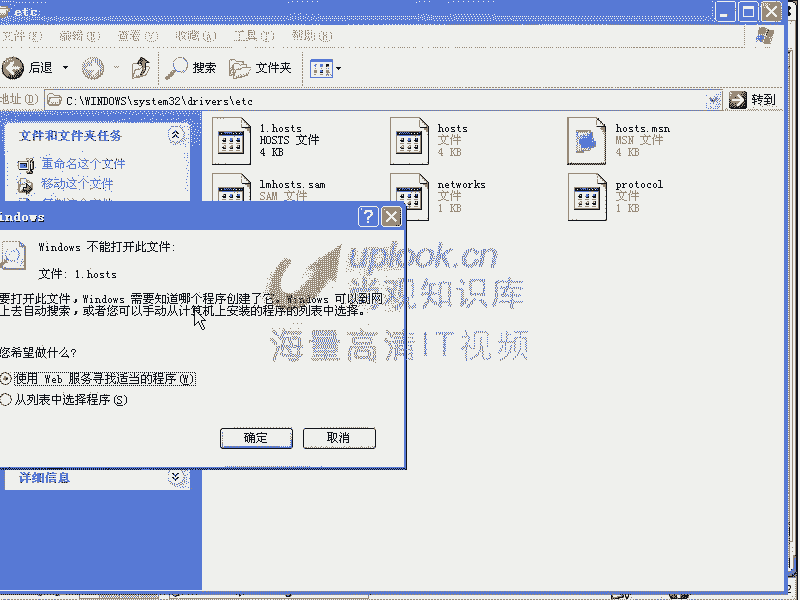 etc
文件(F) 编辑(E) 查看(V) 收藏(A) 工具(T) 帮助(H)
后退 搜索 文件夹
地址(D) C:\WINDOWS\system32\drivers\etc 转到
文件和文件夹任务
重命名这个文件
移动这个文件
1.hosts
HOSTS 文件
4 KB
hosts
文件
4 KB
hosts.msn
MSN 文件
4 KB
lmhosts.sam
SAM 文件
networks
文件
1 KB
protocol
文件
1 KB
indows
Windows 不能打开此文件:
文件: 1.hosts
要打开此文件,Windows 需要知道哪个程序创建了它。Windows 可以到网
上去自动搜索,或者您可以手动从计算机上安装的程序的列表中选择。
您希望做什么?
使用 Web 服务寻找适当的程序(W)
从列表中选择程序(S)
确定 取消
详细信息
uplook.cn
尚观知识库
海量高清IT视频